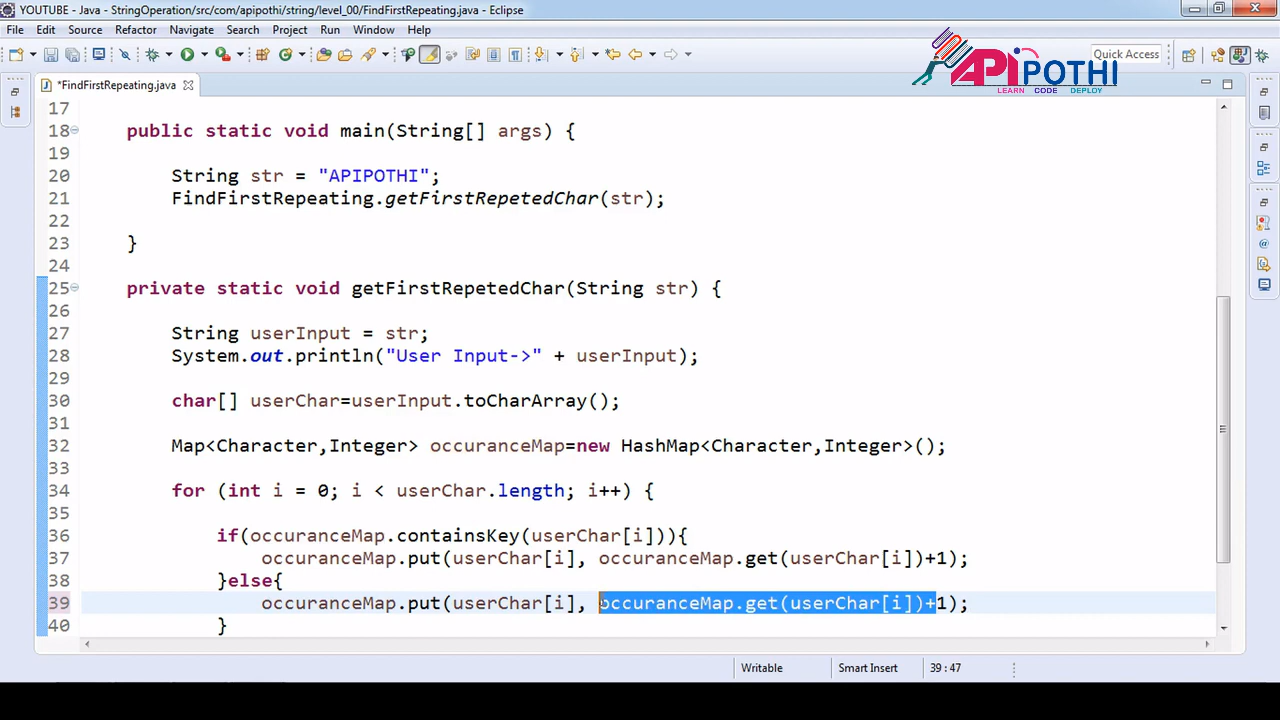 YOUTUBE - Java - StringOperation/src/com/apipothi/string/level_00/FindFirstRepeating.java - Eclipse
File Edit Source Refactor Navigate Search Project Run Window Help
Quick Access
APIPOTHI
LEARN CODE DEPLOY
*FindFirstRepeating.java
17
18 public static void main(String[] args) {
19
20 String str = "APIPOTHI";
21 FindFirstRepeating.getFirstRepetedChar(str);
22
23 }
24
25 private static void getFirstRepetedChar(String str) {
26
27 String userInput = str;
28 System.out.println("User Input->" + userInput);
29
30 char[] userChar=userInput.toCharArray();
31
32 Map<Character,Integer> occuranceMap=new HashMap<Character,Integer>();
33
34 for (int i = 0; i < userChar.length; i++) {
35
36 if(occuranceMap.containsKey(userChar[i])){
37 occuranceMap.put(userChar[i], occuranceMap.get(userChar[i])+1);
38 }else{
39 occuranceMap.put(userChar[i], occuranceMap.get(userChar[i])+1);
40 }
Writable Smart Insert 39 : 47